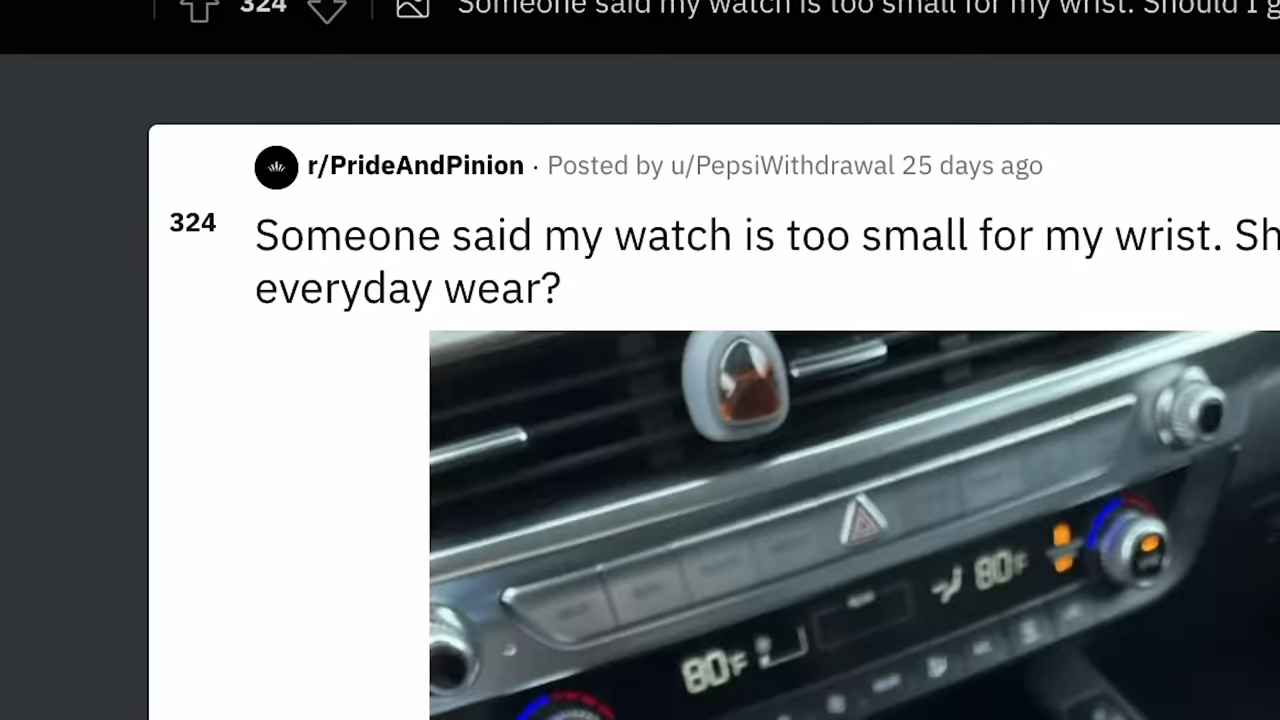 324
Someone said my watch is too small for my wrist. Should I g
r/PrideAndPinion · Posted by u/PepsiWithdrawal 25 days ago
324
Someone said my watch is too small for my wrist. Sh
everyday wear?
80F
80F